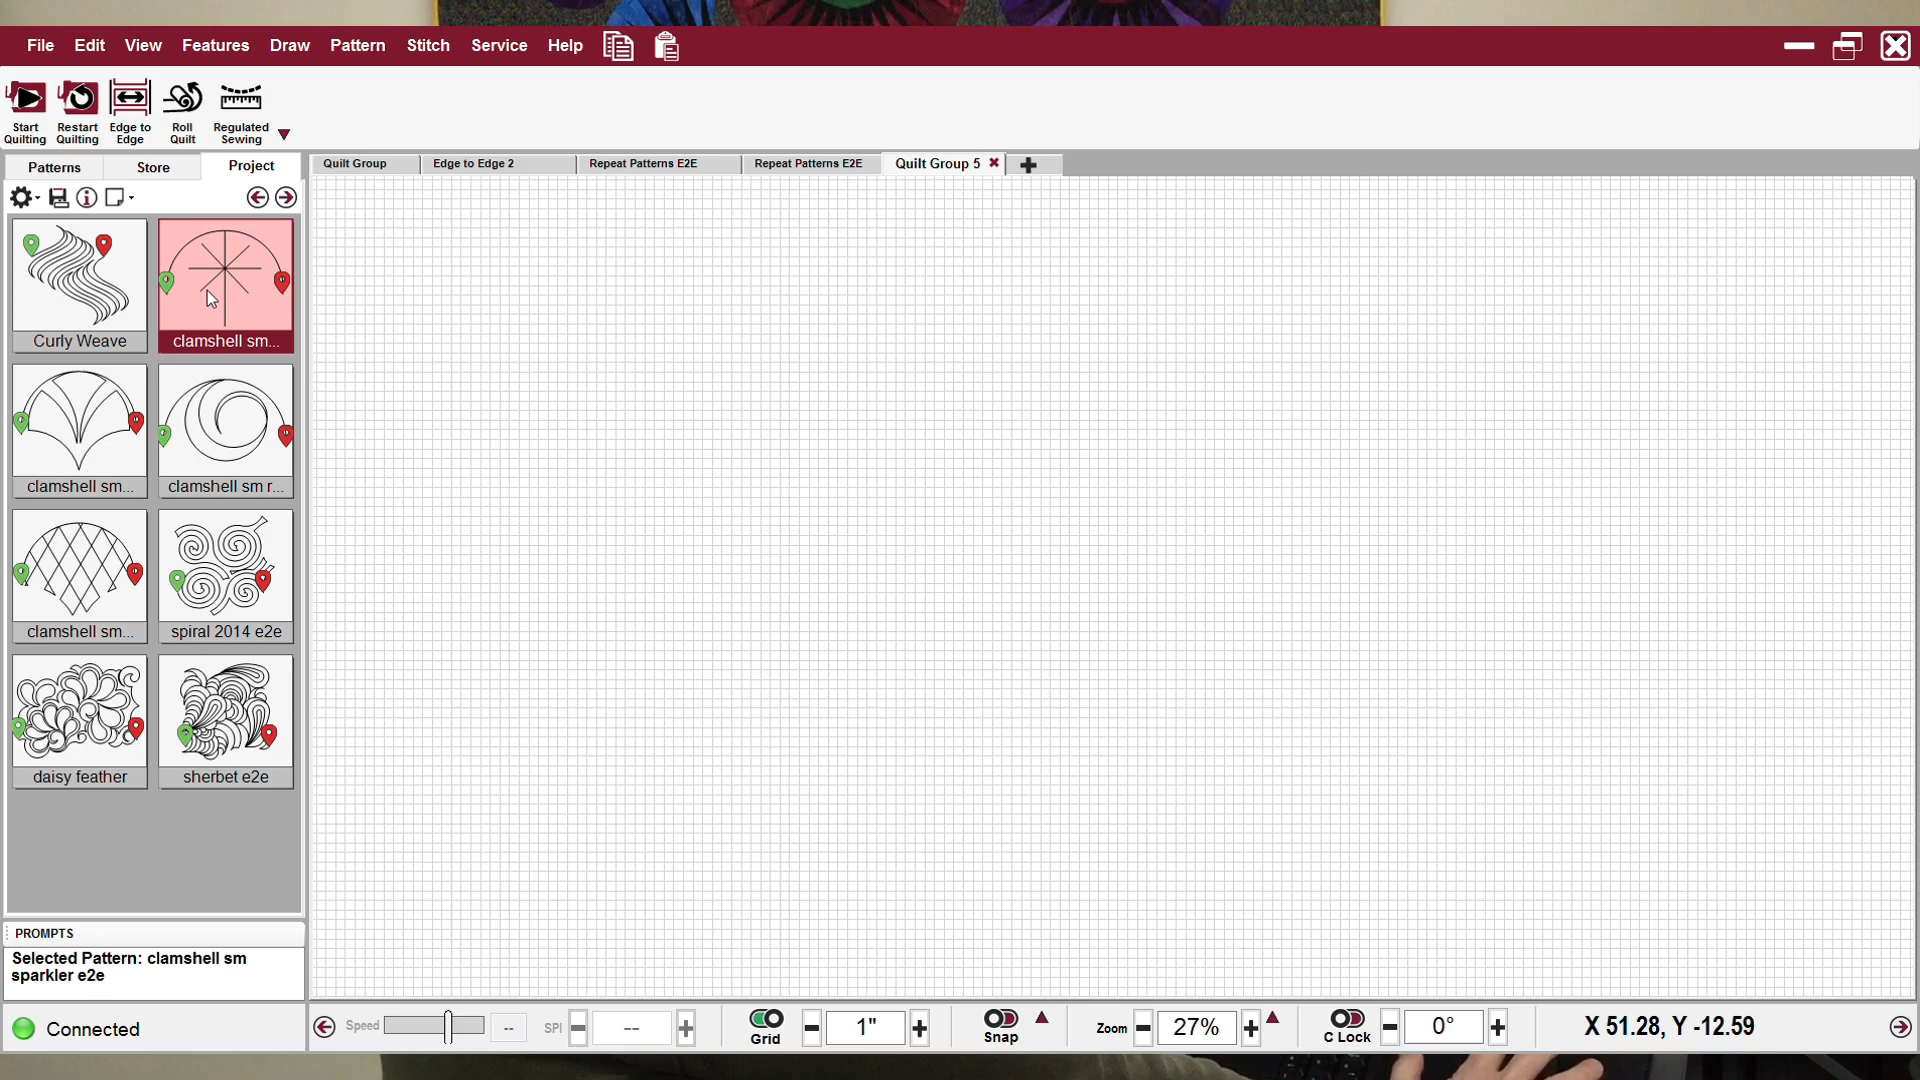 File Edit View Features Draw Pattern Stitch Service Help
Start Quilting
Restart Quilting
Edge to Edge
Roll Quilt
Regulated Sewing
Patterns Store Project
Quilt Group
Edge to Edge 2
Repeat Patterns E2E
Repeat Patterns E2E
Quilt Group 5
Curly Weave
clamshell sm...
clamshell sm...
clamshell sm r...
clamshell sm...
spiral 2014 e2e
daisy feather
sherbet e2e
PROMPTS
Selected Pattern: clamshell sm
sparkler e2e
Connected
Speed --
SPI --
Grid 1"
Snap
Zoom 27%
C Lock 0°
X 51.28, Y -12.59